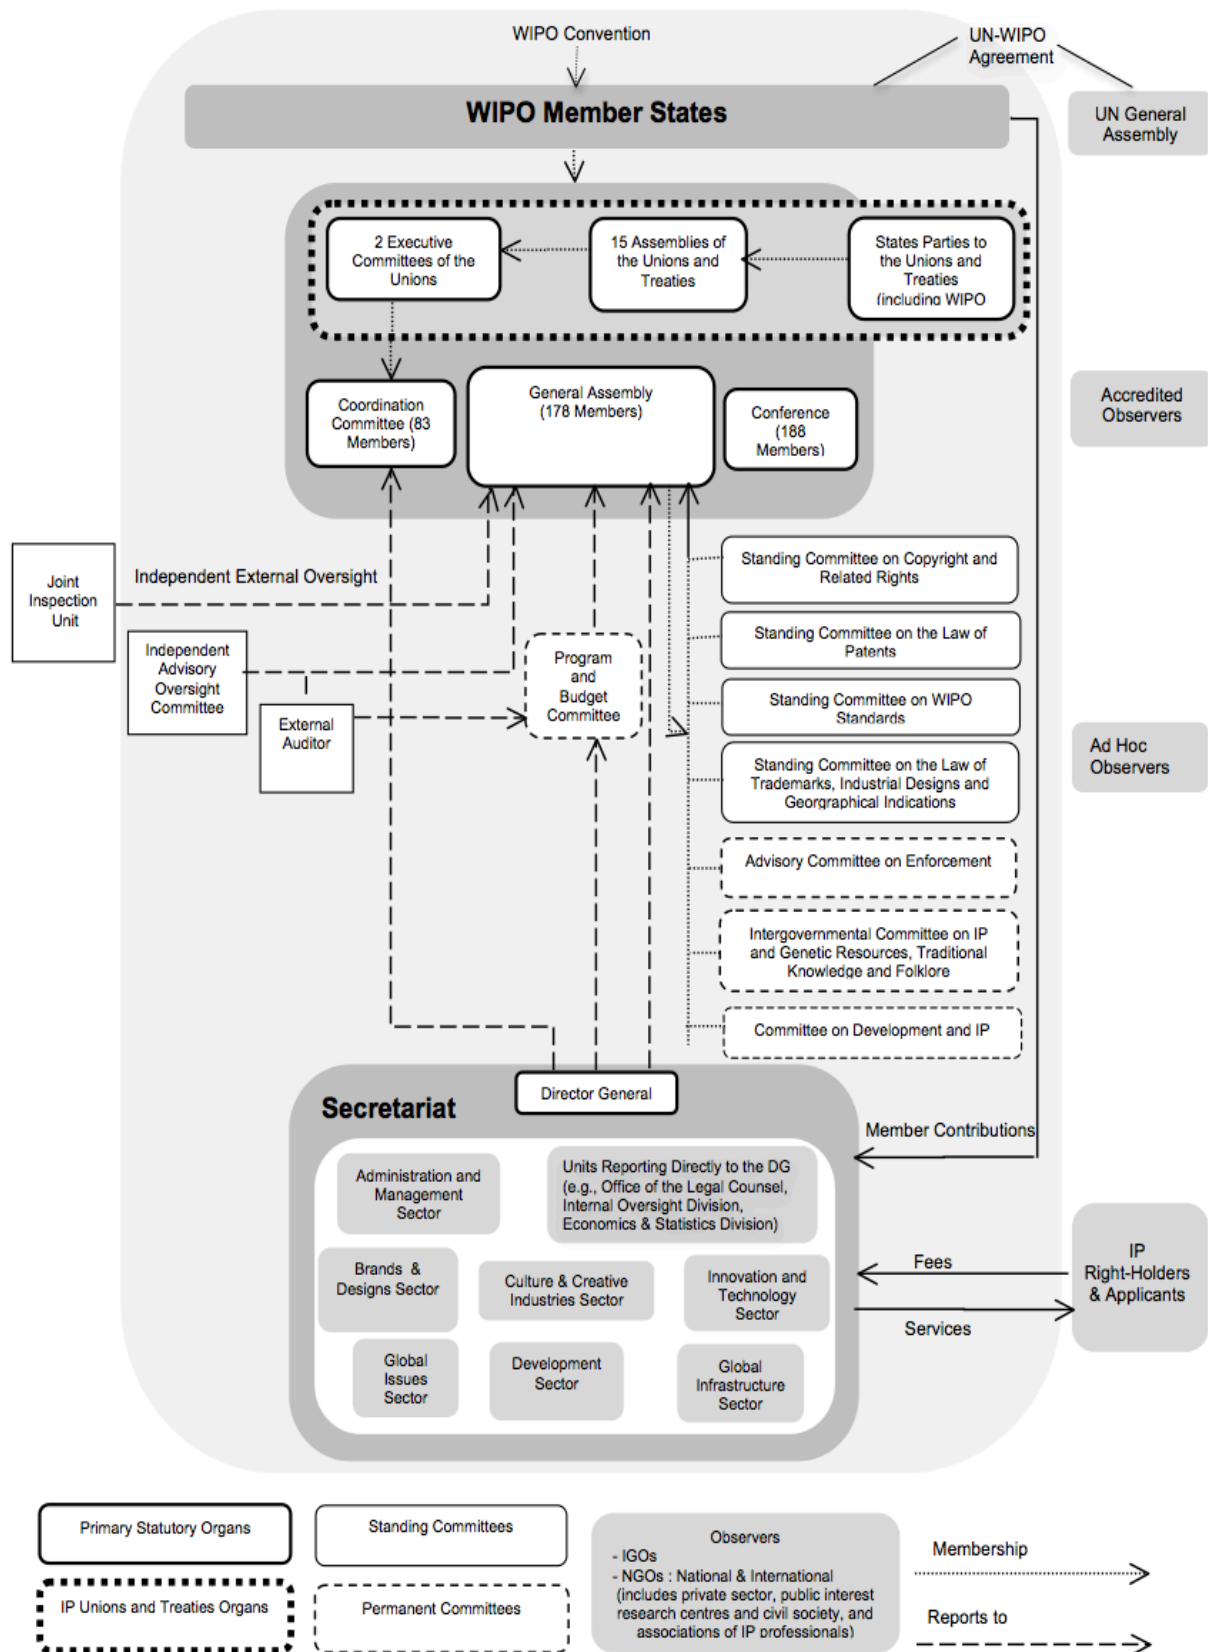 WIPO Convention
UN-WIPO
Agreement
WIPO Member States
UN General
Assembly
2 Executive
Committees of the
Unions
15 Assemblies of
the Unions and
Treaties
States Parties to
the Unions and
Treaties
(including WIPO
Coordination
Committee (83
Members)
General Assembly
(178 Members)
Conference
(188
Members)
Accredited
Observers
Joint
Inspection
Unit
Independent External Oversight
Independent
Advisory
Oversight
Committee
External
Auditor
Program
and
Budget
Committee
Standing Committee on Copyright and
Related Rights
Standing Committee on the Law of
Patents
Standing Committee on WIPO
Standards
Standing Committee on the Law of
Trademarks, Industrial Designs and
Georgraphical Indications
Ad Hoc
Observers
Advisory Committee on Enforcement
Intergovernmental Committee on IP
and Genetic Resources, Traditional
Knowledge and Folklore
Committee on Development and IP
Director General
Secretariat
Member Contributions
Administration and
Management
Sector
Units Reporting Directly to the DG
(e.g., Office of the Legal Counsel,
Internal Oversight Division,
Economics & Statistics Division)
Brands &
Designs Sector
Culture & Creative
Industries Sector
Innovation and
Technology
Sector
Global
Issues
Sector
Development
Sector
Global
Infrastructure
Sector
Fees
Services
IP
Right-Holders
& Applicants
Primary Statutory Organs
Standing Committees
IP Unions and Treaties Organs
Permanent Committees
Observers
- IGOs
- NGOs : National & International
(includes private sector, public interest
research centres and civil society, and
associations of IP professionals)
Membership
Reports to